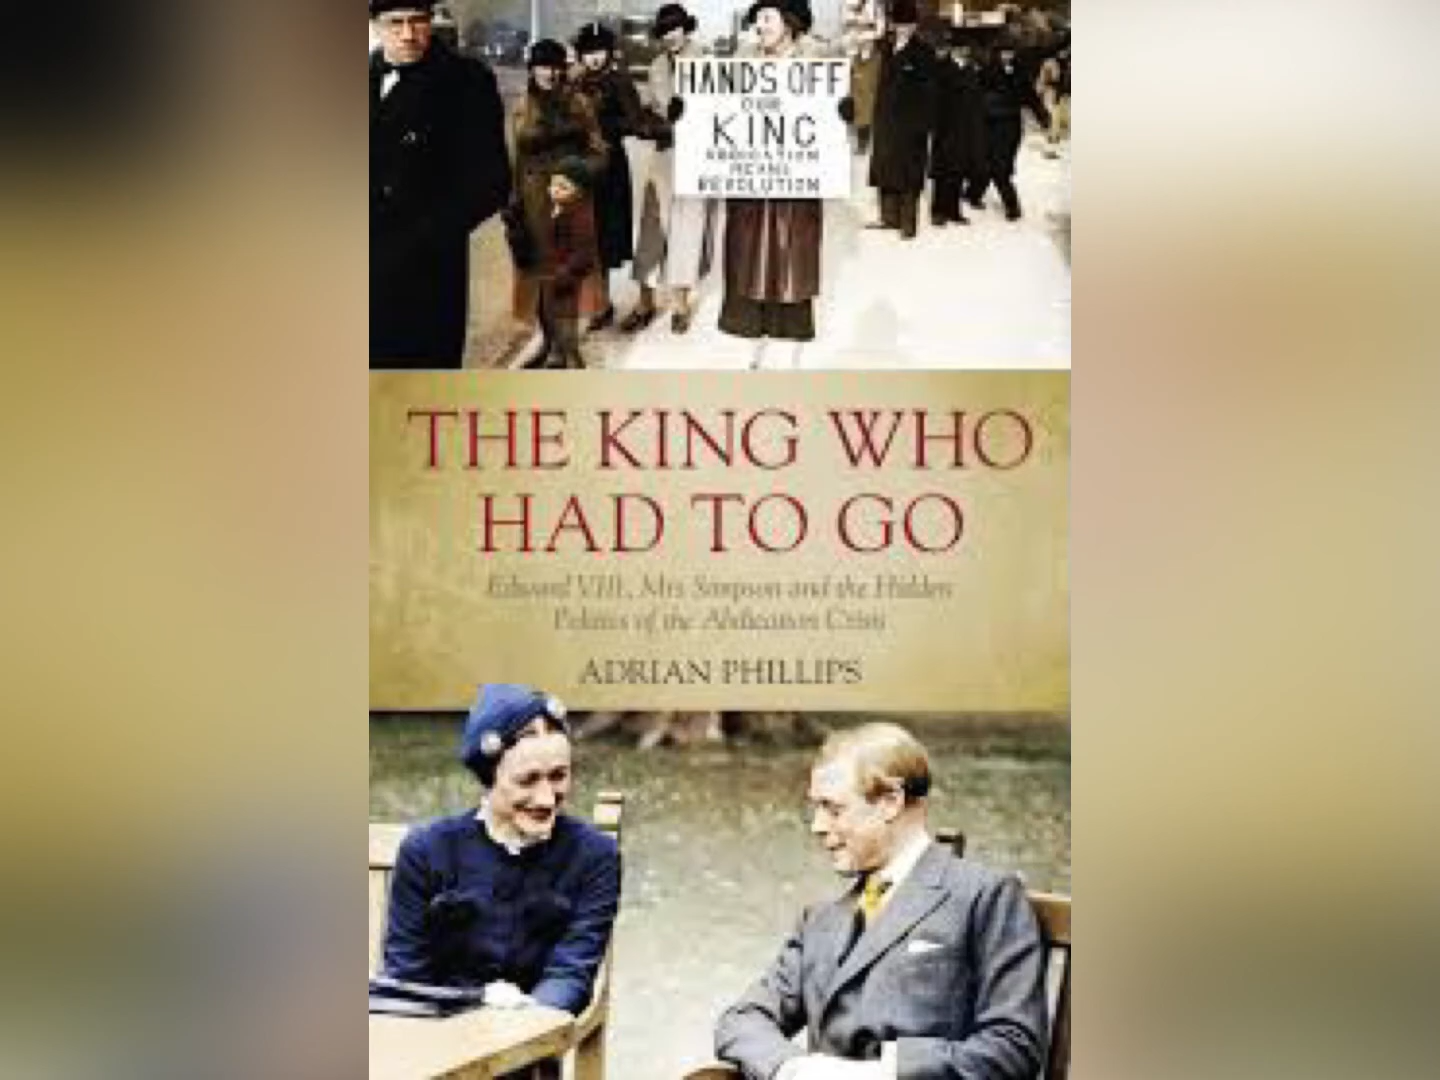 HANDS OFF
OUR
KING
ABDICATION
MEANS
REVOLUTION
THE KING WHO
HAD TO GO
Edward VIII, Mrs Simpson and the Hidden
Politics of the Abdication Crisis
ADRIAN PHILLIPS